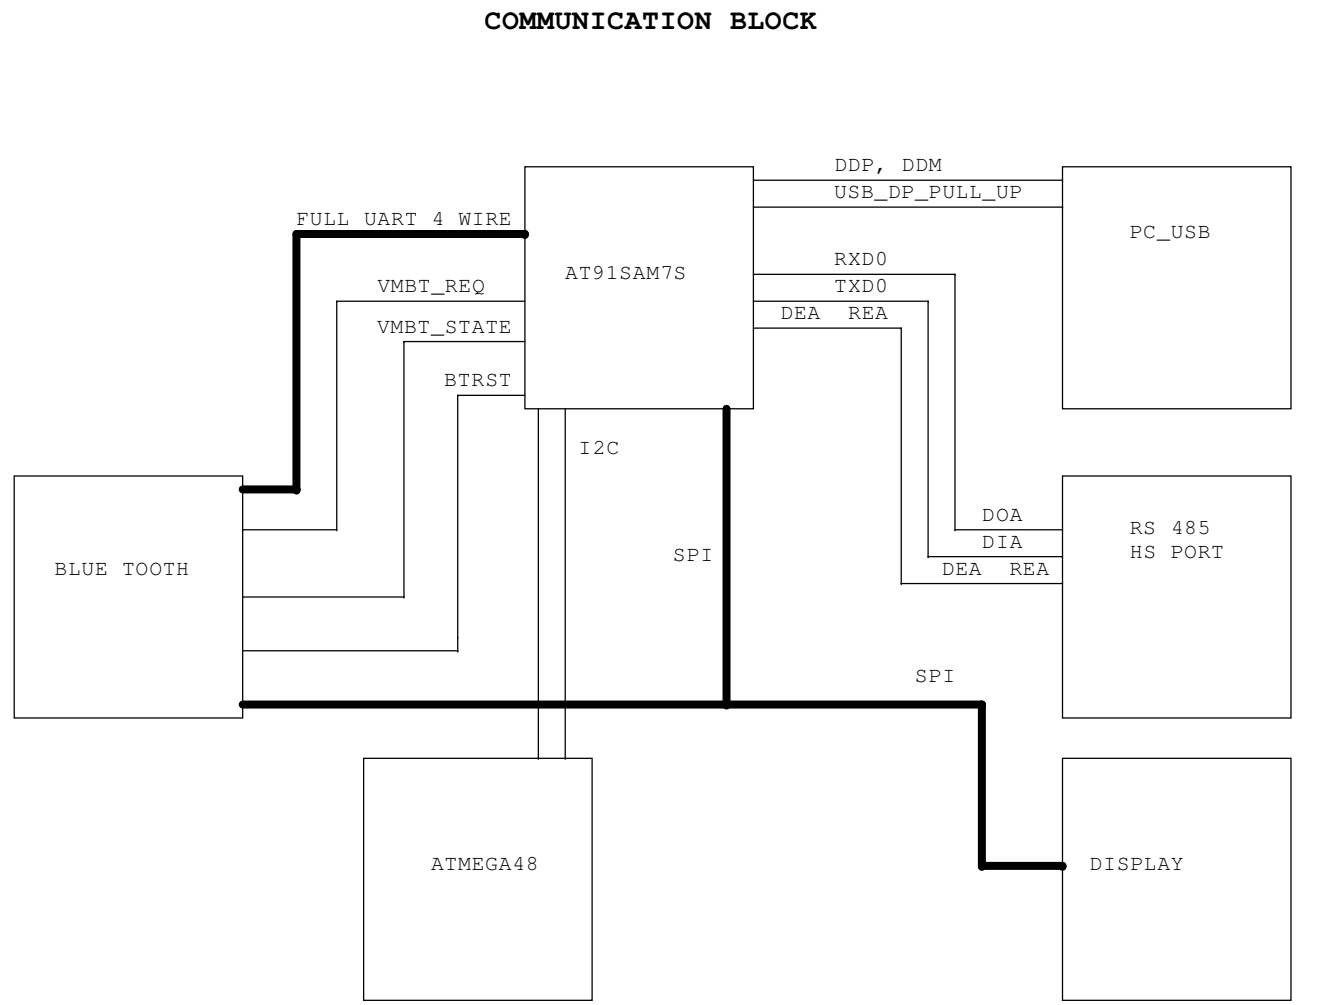 COMMUNICATION BLOCK
DDP, DDM
USB_DP_PULL_UP
FULL UART 4 WIRE
PC_USB
RXD0
AT91SAM7S
VMBT_REQ
TXD0
DEA REA
VMBT_STATE
BTRST
I2C
DOA
RS 485
DIA
HS PORT
SPI
BLUE TOOTH
DEA REA
SPI
ATMEGA48
DISPLAY